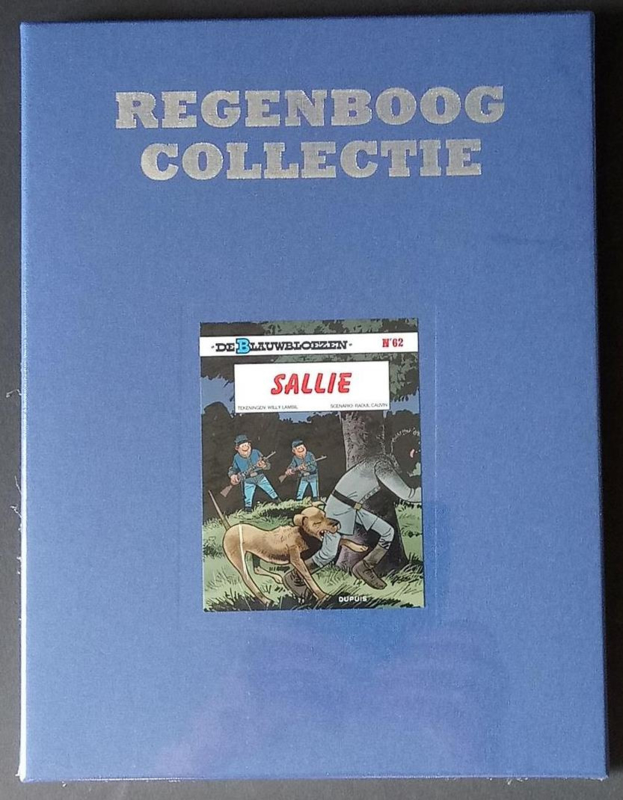 REGENBOOG
COLLECTIE
-DE BLAUWBLOEZEN- N°62
SALLIE
TEKENINGEN: WILLY LAMBIL SCENARIO: RAOUL CAUVIN
DUPUIS